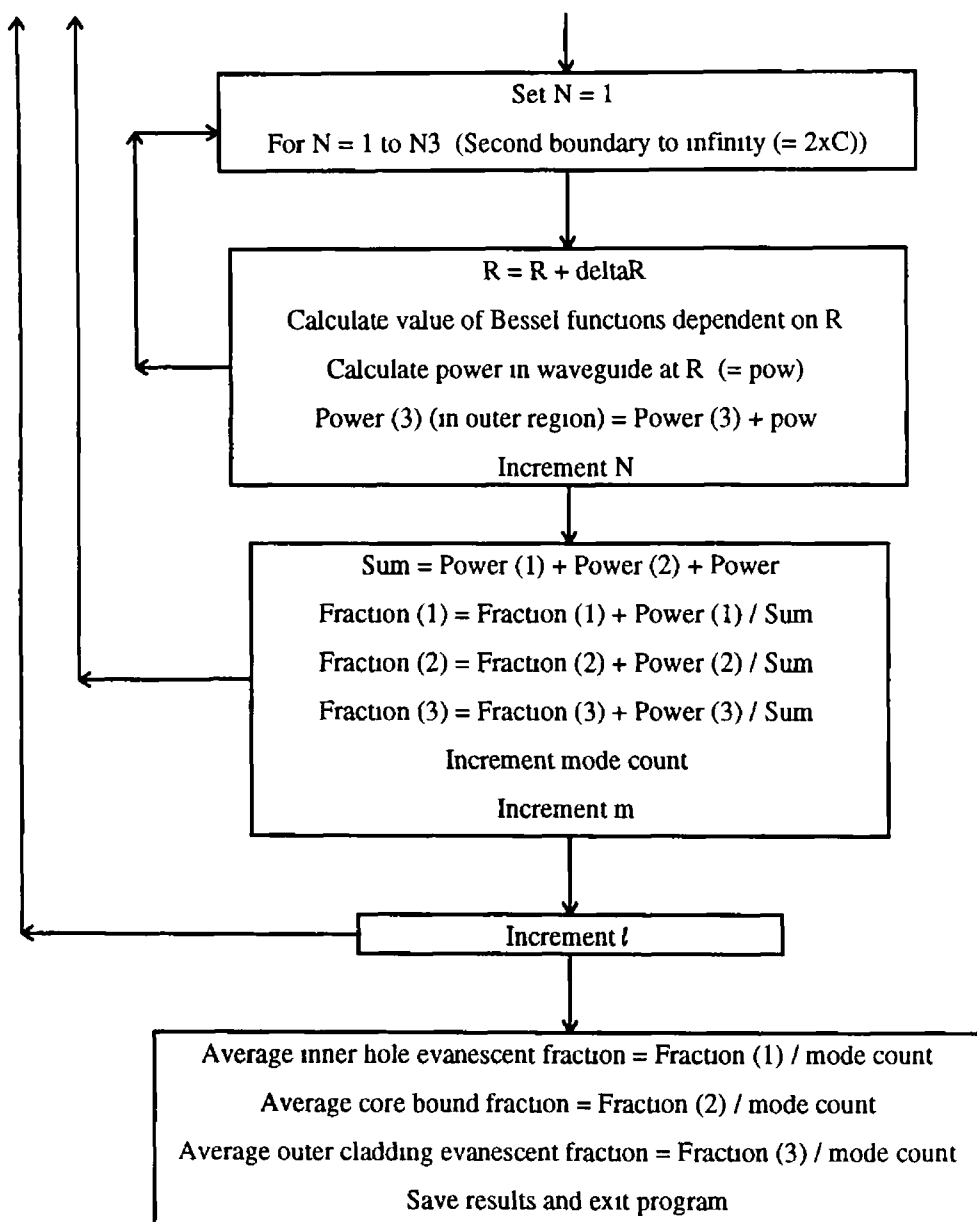 Set N = 1
For N = 1 to N3 (Second boundary to infinity (= 2xC))
R = R + deltaR
Calculate value of Bessel functions dependent on R
Calculate power in waveguide at R (= pow)
Power (3) (in outer region) = Power (3) + pow
Increment N
Sum = Power (1) + Power (2) + Power
Fraction (1) = Fraction (1) + Power (1) / Sum
Fraction (2) = Fraction (2) + Power (2) / Sum
Fraction (3) = Fraction (3) + Power (3) / Sum
Increment mode count
Increment m
Increment l
Average inner hole evanescent fraction = Fraction (1) / mode count
Average core bound fraction = Fraction (2) / mode count
Average outer cladding evanescent fraction = Fraction (3) / mode count
Save results and exit program